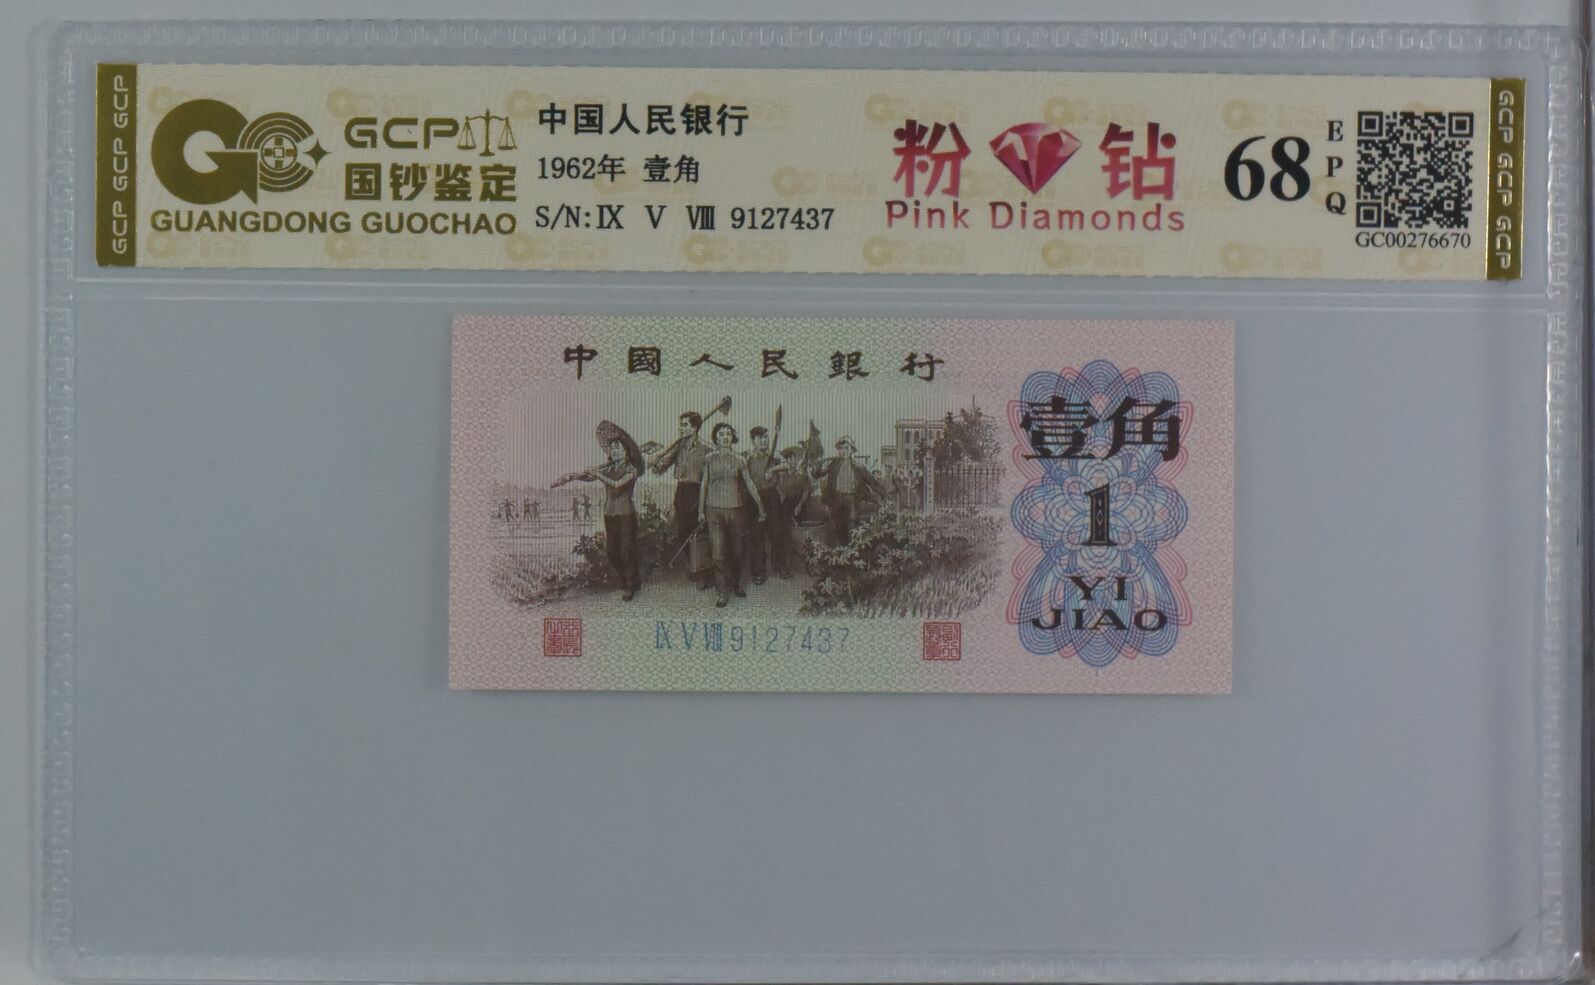 GCP GCP GCP
GCP
国钞鉴定
GUANGDONG GUOCHAO
中国人民银行
1962年 壹角
S/N: Ⅸ Ⅴ Ⅷ 9127437
粉钻
Pink Diamonds
68
EPQ
GC00276670
GCP GCP GCP
中國人民銀行
壹角
1
YI
JIAO
Ⅸ Ⅴ Ⅷ 9127437